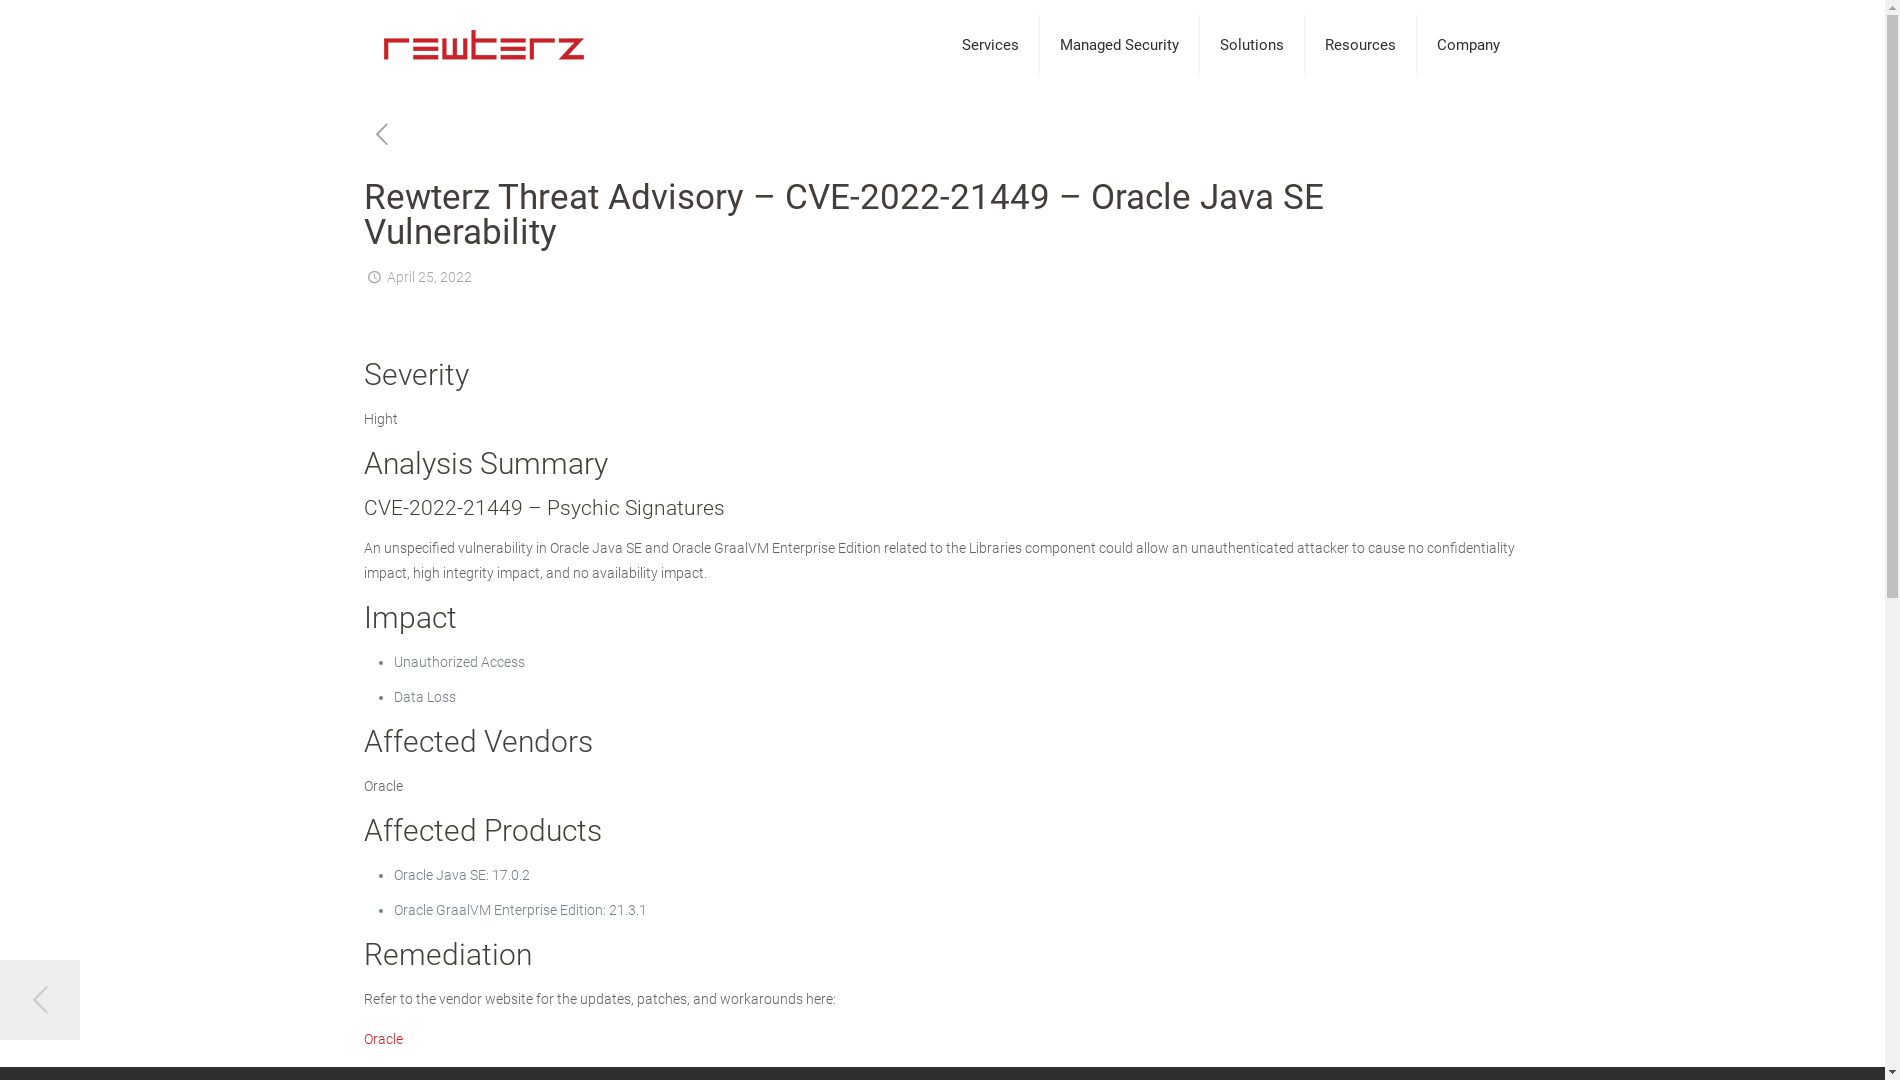 rewterz
Services
Managed Security
Solutions
Resources
Company
Rewterz Threat Advisory – CVE-2022-21449 – Oracle Java SE
Vulnerability
April 25, 2022
Severity
Hight
Analysis Summary
CVE-2022-21449 – Psychic Signatures
An unspecified vulnerability in Oracle Java SE and Oracle GraalVM Enterprise Edition related to the Libraries component could allow an unauthenticated attacker to cause no confidentiality
impact, high integrity impact, and no availability impact.
Impact
Unauthorized Access
Data Loss
Affected Vendors
Oracle
Affected Products
Oracle Java SE: 17.0.2
Oracle GraalVM Enterprise Edition: 21.3.1
Remediation
Refer to the vendor website for the updates, patches, and workarounds here:
Oracle